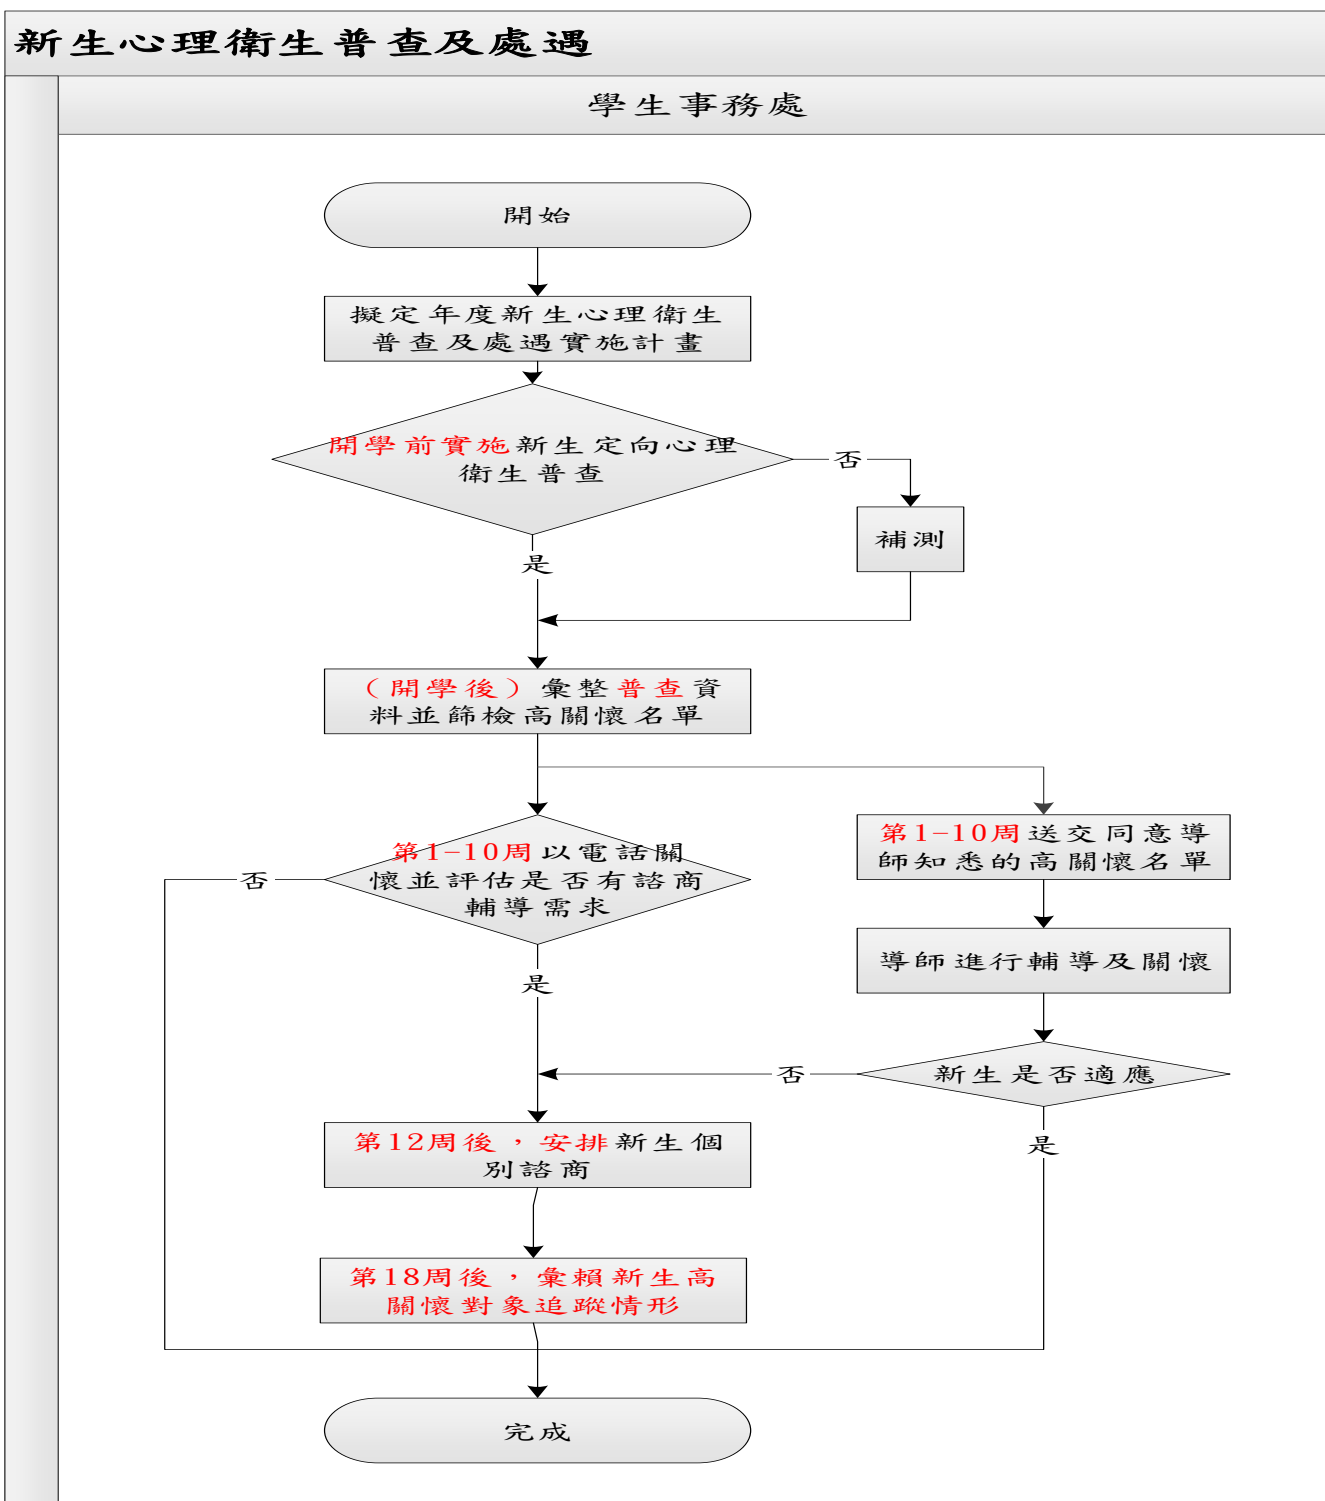 新生心理衛生普查及處遇
學生事務處
開始
擬定年度新生心理衛生
普查及處遇實施計畫
開學前實施新生定向心理
衛生普查
否
補測
是
（開學後）彙整普查資
料並篩檢高關懷名單
第1-10周以電話關
懷並評估是否有諮商
輔導需求
否
第1-10周送交同意導
師知悉的高關懷名單
導師進行輔導及關懷
是
新生是否適應
否
是
第12周後，安排新生個
別諮商
第18周後，彙賴新生高
關懷對象追蹤情形
完成